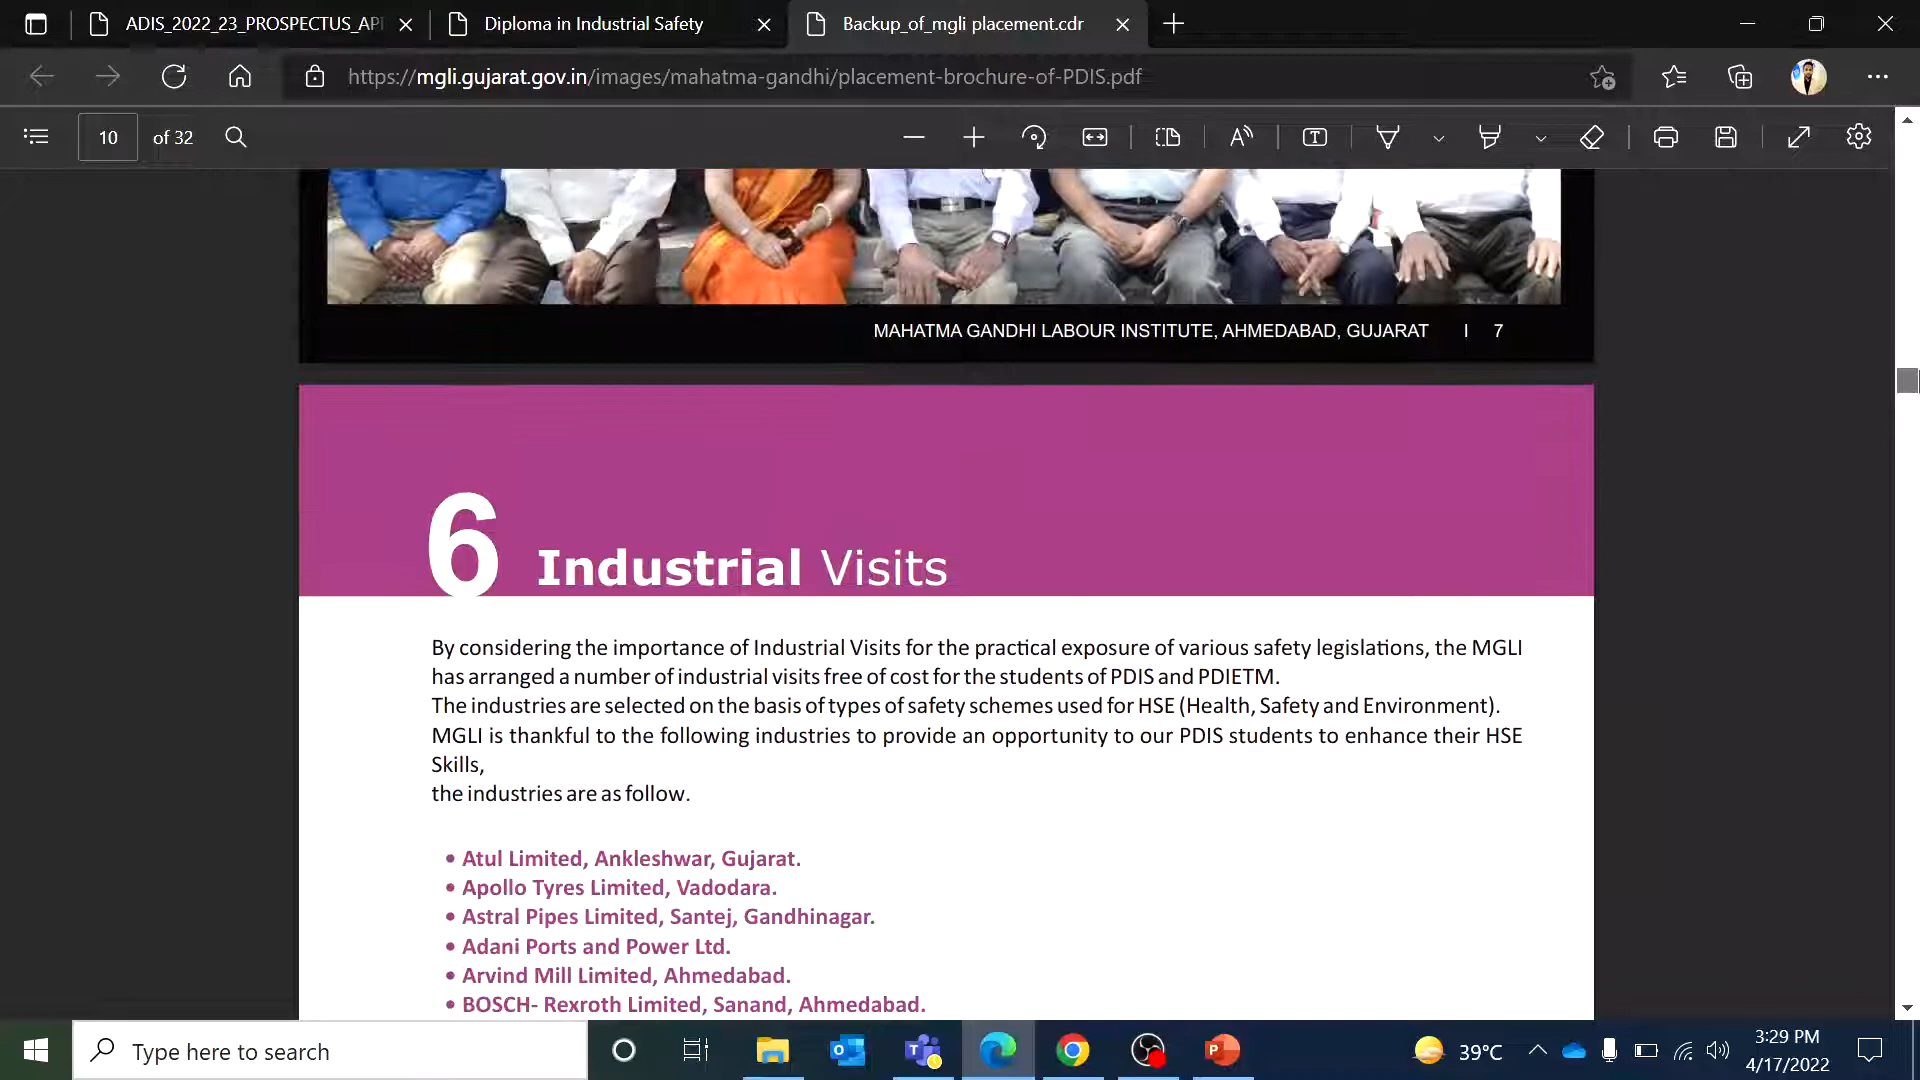 ADIS_2022_23_PROSPECTUS_API
Diploma in Industrial Safety
Backup_of_mgli placement.cdr
https://mgli.gujarat.gov.in/images/mahatma-gandhi/placement-brochure-of-PDIS.pdf
10 of 32
MAHATMA GANDHI LABOUR INSTITUTE, AHMEDABAD, GUJARAT I 7
6 Industrial Visits
By considering the importance of Industrial Visits for the practical exposure of various safety legislations, the MGLI
has arranged a number of industrial visits free of cost for the students of PDIS and PDIETM.
The industries are selected on the basis of types of safety schemes used for HSE (Health, Safety and Environment).
MGLI is thankful to the following industries to provide an opportunity to our PDIS students to enhance their HSE
Skills,
the industries are as follow.
• Atul Limited, Ankleshwar, Gujarat.
• Apollo Tyres Limited, Vadodara.
• Astral Pipes Limited, Santej, Gandhinagar.
• Adani Ports and Power Ltd.
• Arvind Mill Limited, Ahmedabad.
• BOSCH- Rexroth Limited, Sanand, Ahmedabad.
Type here to search
39°C
3:29 PM
4/17/2022